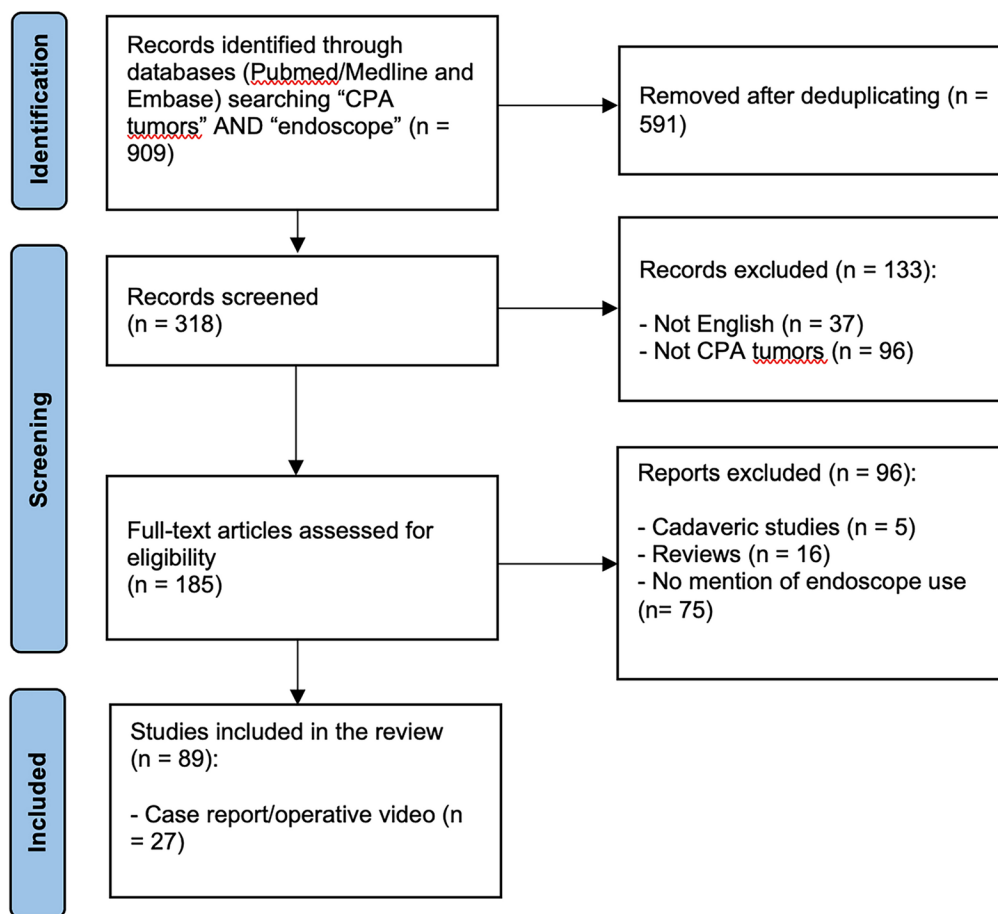 Identification
Records identified through
databases (Pubmed/Medline and
Embase) searching “CPA
tumors” AND “endoscope” (n =
909)
Removed after deduplicating (n =
591)
Screening
Records screened
(n = 318)
Records excluded (n = 133):
- Not English (n = 37)
- Not CPA tumors (n = 96)
Full-text articles assessed for
eligibility
(n = 185)
Reports excluded (n = 96):
- Cadaveric studies (n = 5)
- Reviews (n = 16)
- No mention of endoscope use
(n= 75)
Included
Studies included in the review
(n = 89):
- Case report/operative video (n
= 27)